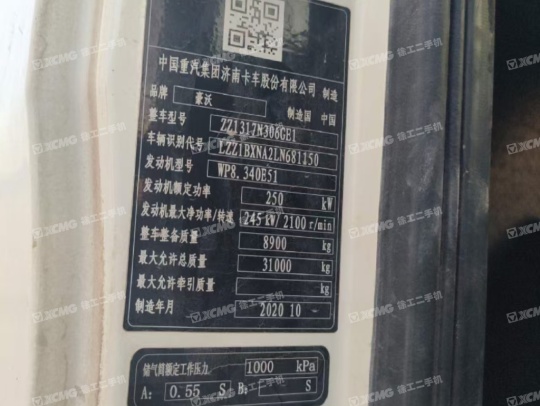 中国重汽集团济南卡车股份有限公司 制造
品牌 豪沃 制造国 中国
整车型号 ZZ1317N306GE1
车辆识别代号 LZZ1BXNA2LN681150
发动机型号 WP8.340E51
发动机额定功率 250 kW
发动机最大净功率/转速 245 kW/ 2100 r/min
整车整备质量 8900 kg
最大允许总质量 31000 kg
最大允许牵引质量 kg
制造年月 2020 10
储气筒额定工作压力 1000 kPa
A: 0.55 S B: S
XCMG 徐工二手机